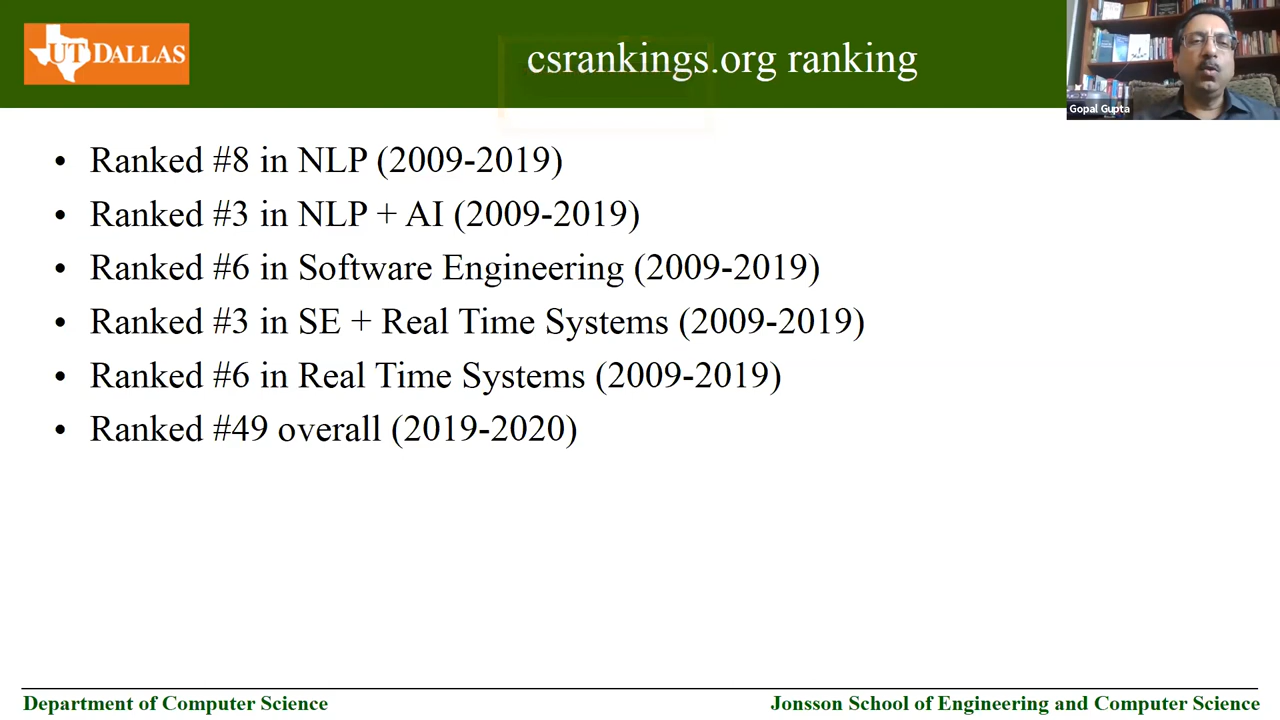 UT DALLAS
csrankings.org ranking
Gopal Gupta
• Ranked #8 in NLP (2009-2019)
• Ranked #3 in NLP + AI (2009-2019)
• Ranked #6 in Software Engineering (2009-2019)
• Ranked #3 in SE + Real Time Systems (2009-2019)
• Ranked #6 in Real Time Systems (2009-2019)
• Ranked #49 overall (2019-2020)
Department of Computer Science
Jonsson School of Engineering and Computer Science